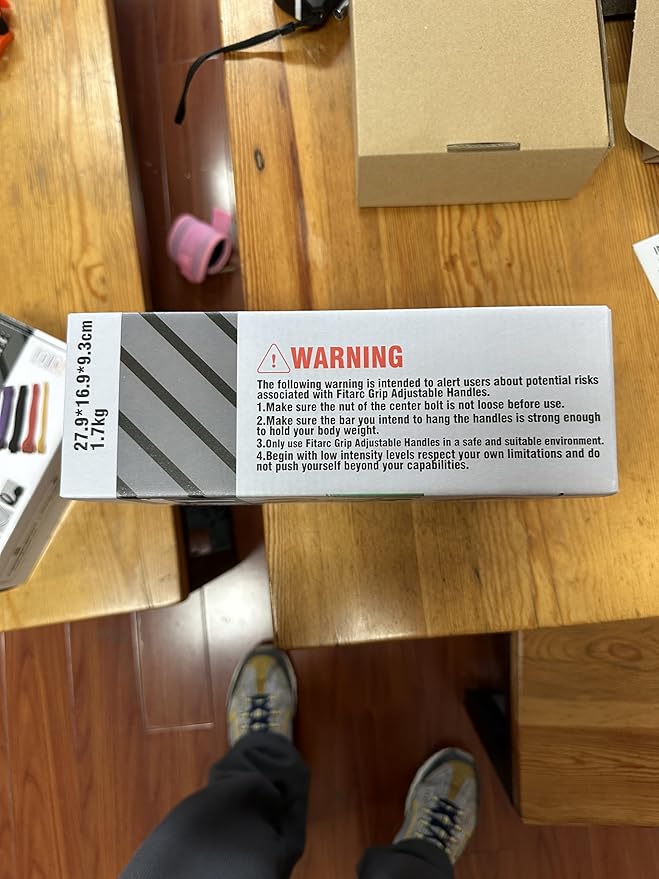 27.9*16.9*9.3cm
1.7kg
WARNING
The following warning is intended to alert users about potential risks
associated with Fitarc Grip Adjustable Handles.
1.Make sure the nut of the center bolt is not loose before use.
2.Make sure the bar you intend to hang the handles is strong enough
to hold your body weight.
3.Only use Fitarc Grip Adjustable Handles in a safe and suitable environment.
4.Begin with low intensity levels respect your own limitations and do
not push yourself beyond your capabilities.